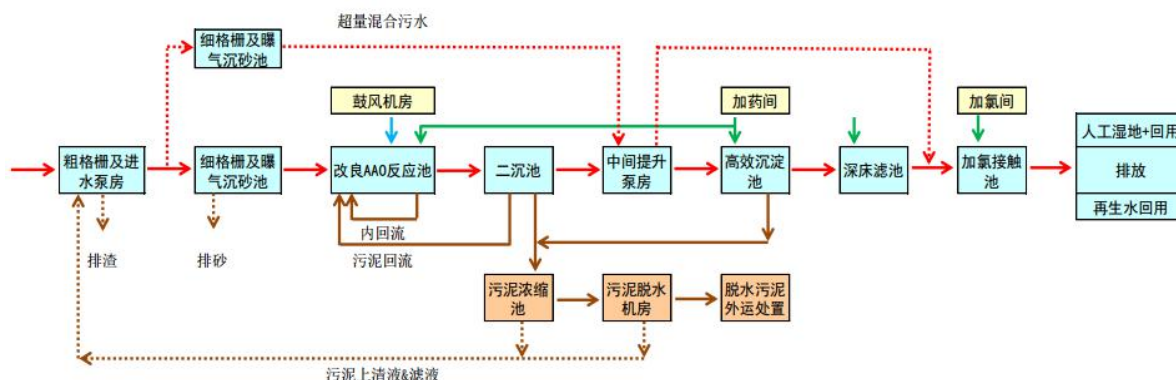 超量混合污水
细格栅及曝
气沉砂池
鼓风机房
加药间
加氯间
粗格栅及进
水泵房
细格栅及曝
气沉砂池
改良AAO反应池
二沉池
中间提升
泵房
高效沉淀
池
深床滤池
加氯接触
池
人工湿地+回用
排放
再生水回用
内回流
污泥回流
排渣
排砂
污泥浓缩
池
污泥脱水
机房
脱水污泥
外运处置
污泥上清液&滤液